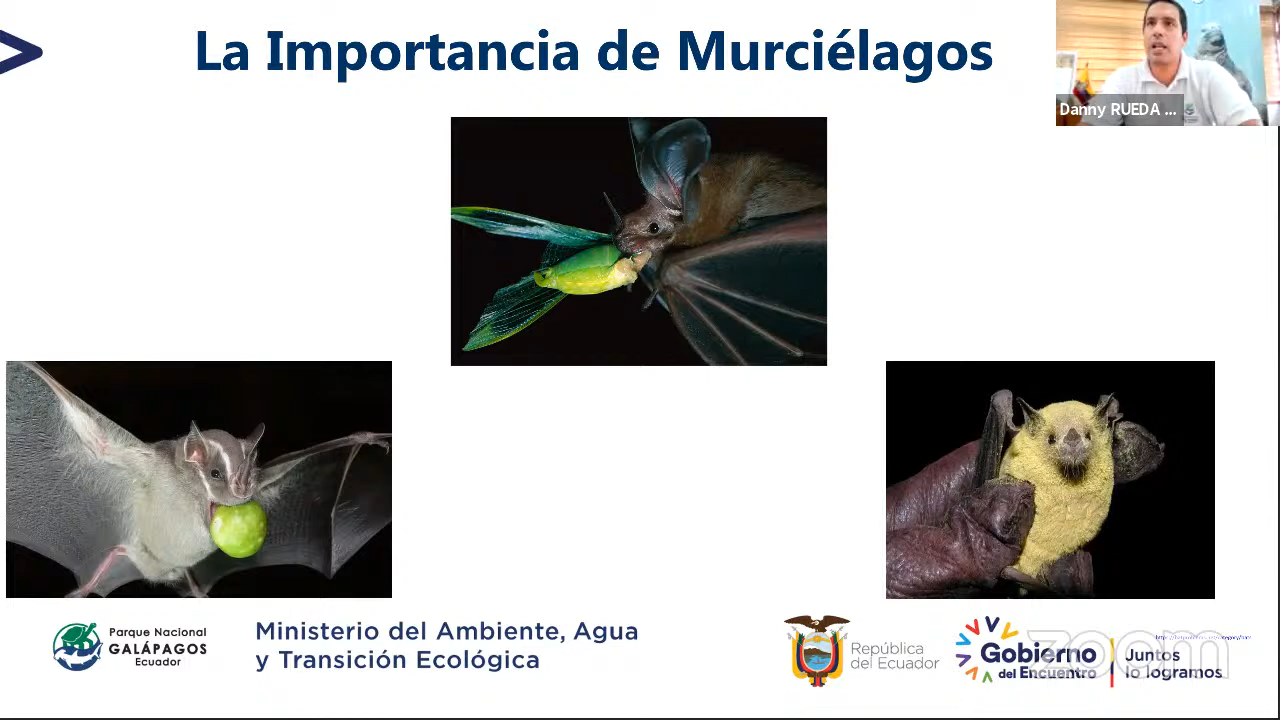 La Importancia de Murciélagos
Danny RUEDA ...
Parque Nacional
GALÁPAGOS
Ecuador
Ministerio del Ambiente, Agua
y Transición Ecológica
República
del Ecuador
Gobierno
del Encuentro
Juntos
lo logramos
zoom